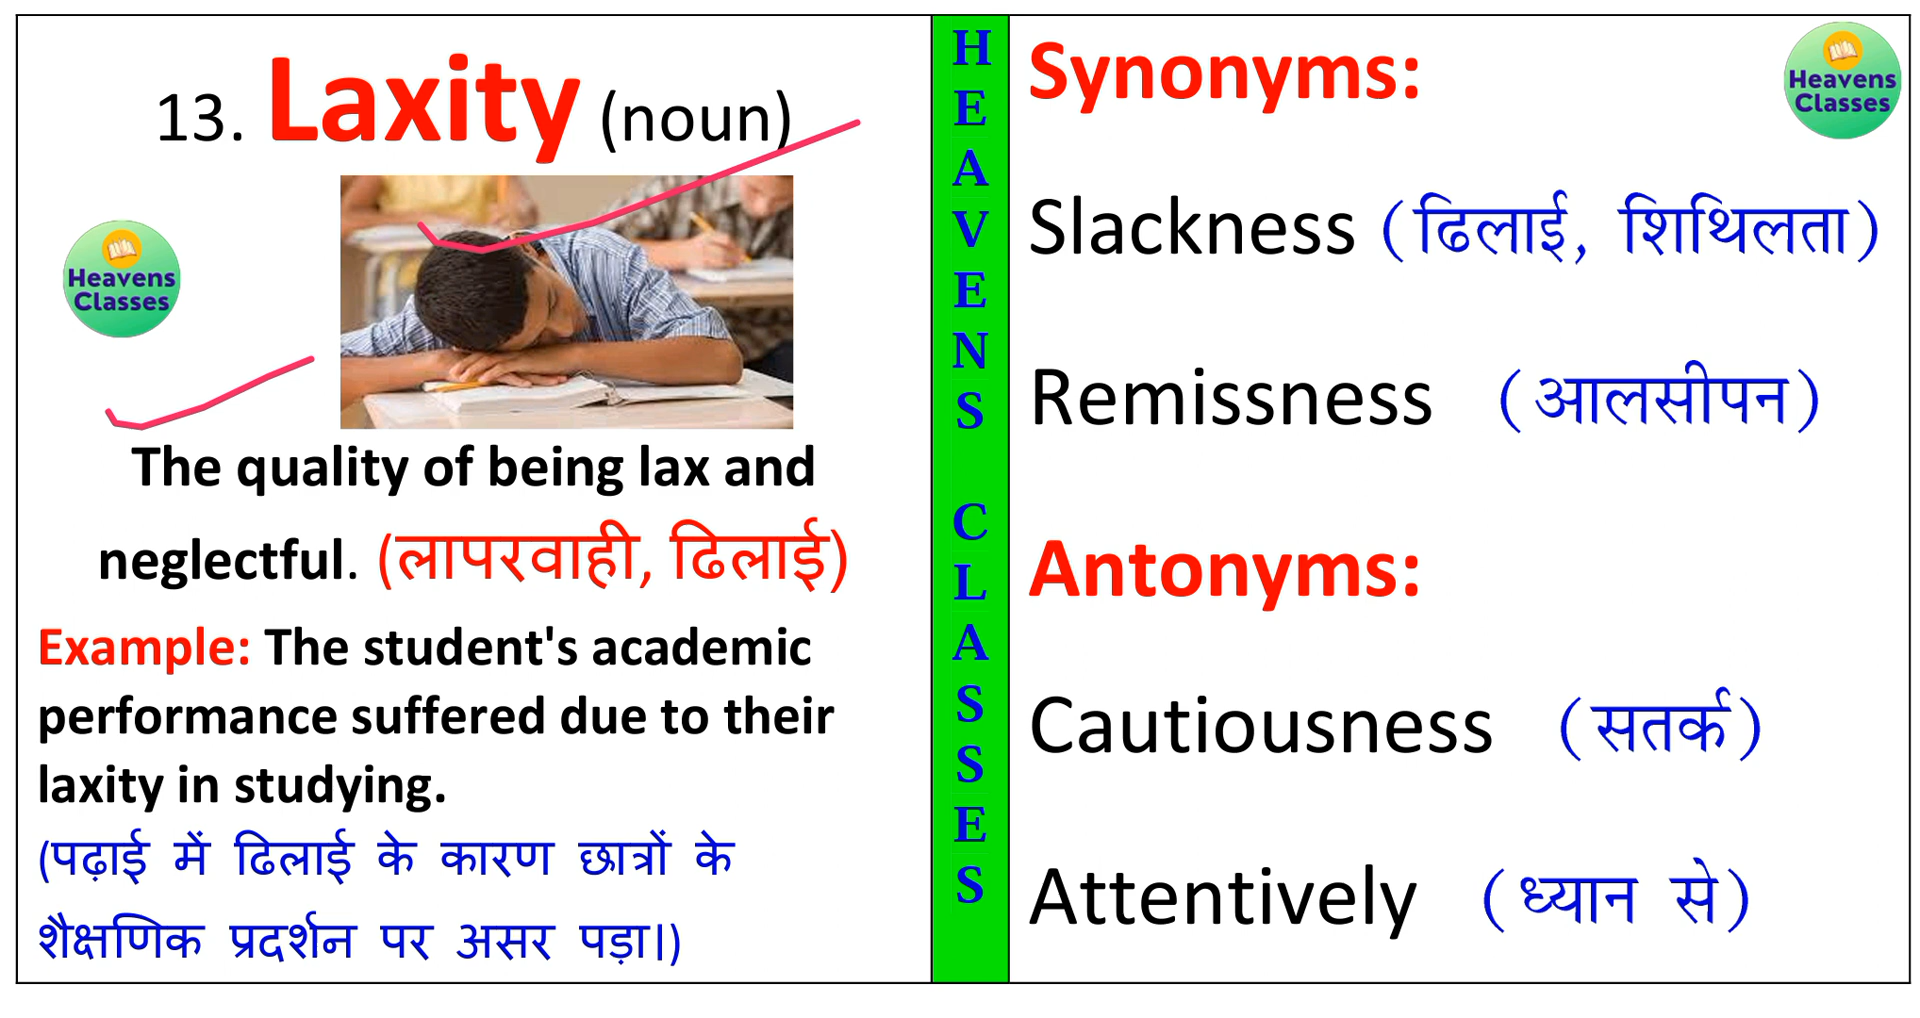 13. Laxity (noun)
Heavens
Classes
The quality of being lax and
neglectful. (लापरवाही, ढिलाई)
Example: The student's academic
performance suffered due to their
laxity in studying.
(पढ़ाई में ढिलाई के कारण छात्रों के
शैक्षणिक प्रदर्शन पर असर पड़ा।)
HEAVENS CLASSES
Synonyms:
Heavens
Classes
Slackness (ढिलाई, शिथिलता)
Remissness (आलसीपन)
Antonyms:
Cautiousness (सतर्क)
Attentively (ध्यान से)